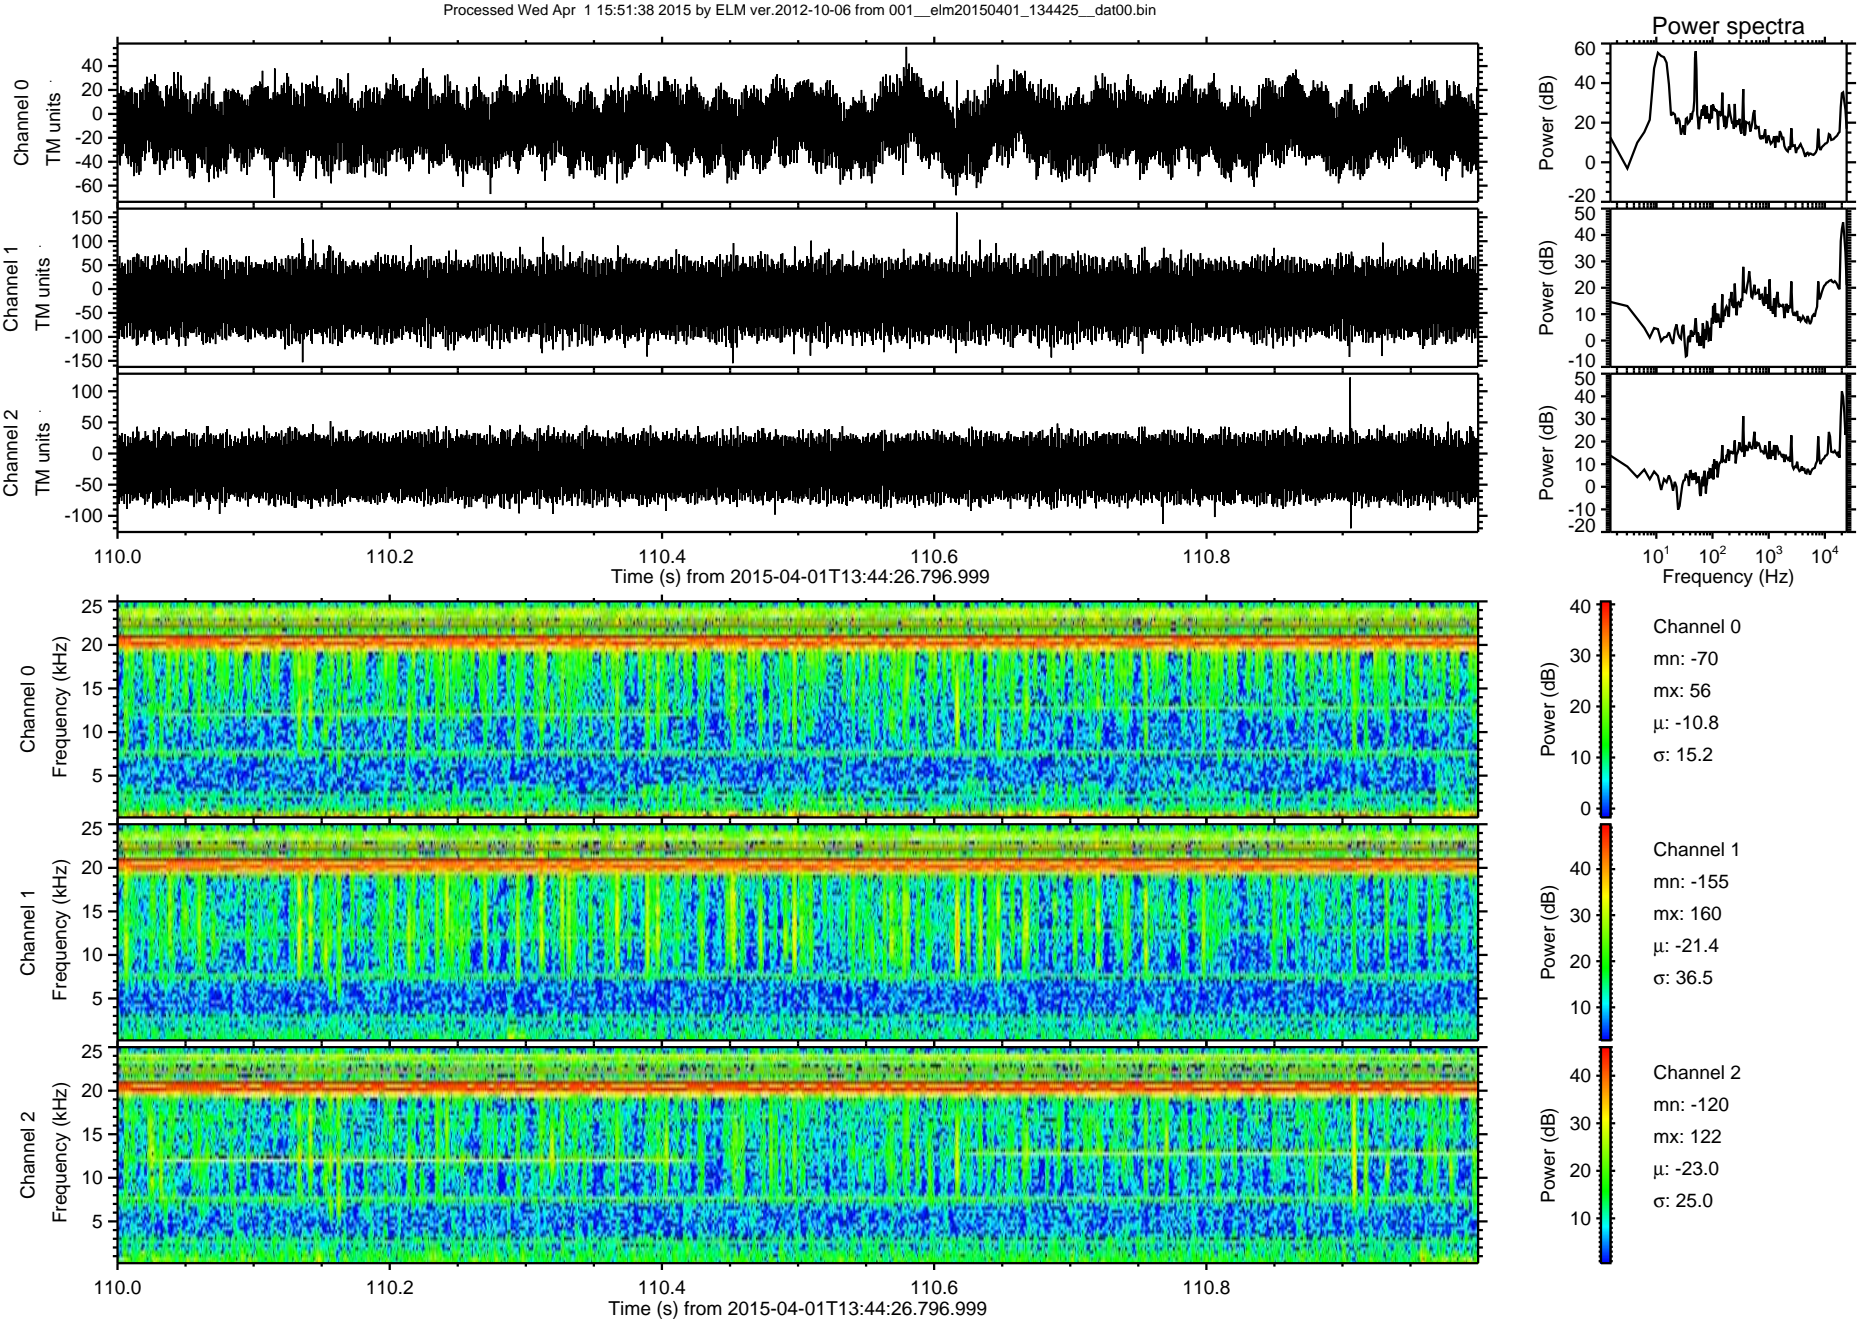 Processed Wed Apr 1 15:51:38 2015 by ELM ver.2012-10-06 from 001__elm20150401_134425__dat00.bin
Power spectra
Channel 0
TM units
40
20
0
-20
-40
-60
Power (dB)
60
40
20
0
-20
Channel 1
TM units
150
100
50
0
-50
-100
-150
Power (dB)
50
40
30
20
10
0
-10
Channel 2
TM units
100
50
0
-50
-100
Power (dB)
50
40
30
20
10
0
-10
-20
110.0 110.2 110.4 110.6 110.8
Time (s) from 2015-04-01T13:44:26.796.999
10^1 10^2 10^3 10^4
Frequency (Hz)
Channel 0
Frequency (kHz)
25
20
15
10
5
Power (dB)
40
30
20
10
0
Channel 0
mn: -70
mx: 56
µ: -10.8
σ: 15.2
Channel 1
Frequency (kHz)
25
20
15
10
5
Power (dB)
40
30
20
10
Channel 1
mn: -155
mx: 160
µ: -21.4
σ: 36.5
Channel 2
Frequency (kHz)
25
20
15
10
5
Power (dB)
40
30
20
10
Channel 2
mn: -120
mx: 122
µ: -23.0
σ: 25.0
110.0 110.2 110.4 110.6 110.8
Time (s) from 2015-04-01T13:44:26.796.999